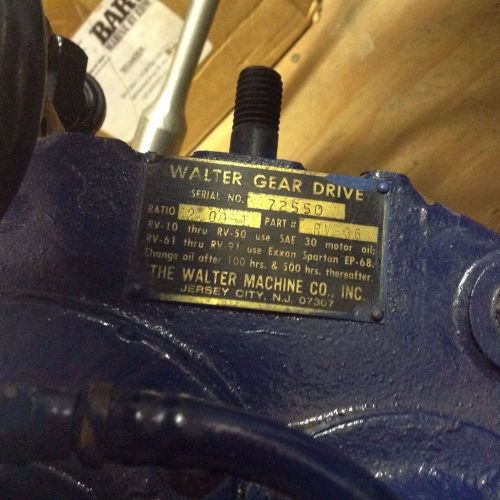 BAR
WALTER GEAR DRIVE
SERIAL NO. 72550
RATIO 2.00-1 PART# RV-36
RV-10 thru RV-50 use SAE 30 motor oil;
RV-61 thru RV-91 use Exxon Spartan EP-68.
Change oil after 100 hrs. & 500 hrs. thereafter.
THE WALTER MACHINE CO., INC.
JERSEY CITY, N.J. 07307